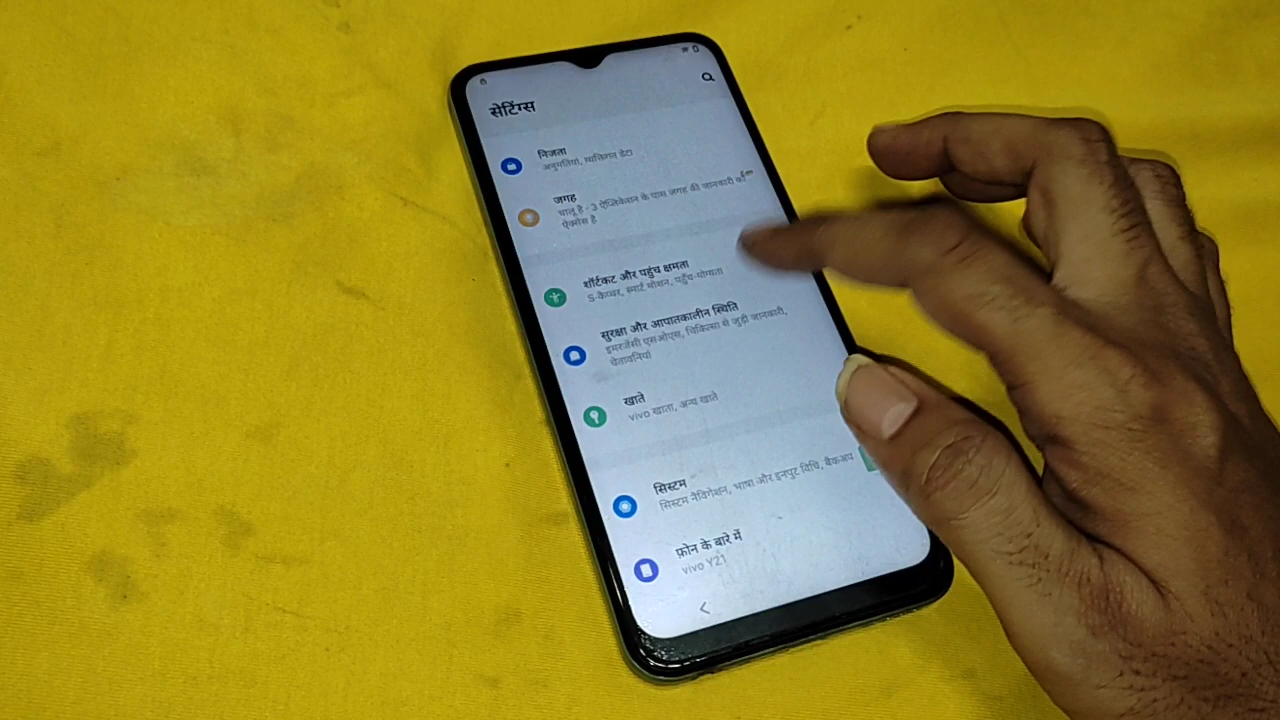 सेटिंग्स
निजता
अनुमतियां, व्यक्तिगत डेटा
जगह
चालू है - 3 ऐप्लिकेशन के पास जगह की जानकारी का
ऐक्सेस है
शॉर्टकट और पहुंच क्षमता
S-कैप्चर, स्मार्ट मोशन, पहुँच-योग्यता
सुरक्षा और आपातकालीन स्थिति
इमरजेंसी एसओएस, चिकित्सा से जुड़ी जानकारी,
चेतावनियां
खाते
vivo खाता, अन्य खाते
सिस्टम
सिस्टम नैविगेशन, भाषा और इनपुट विधि, बैकअप
फ़ोन के बारे में
vivo Y21